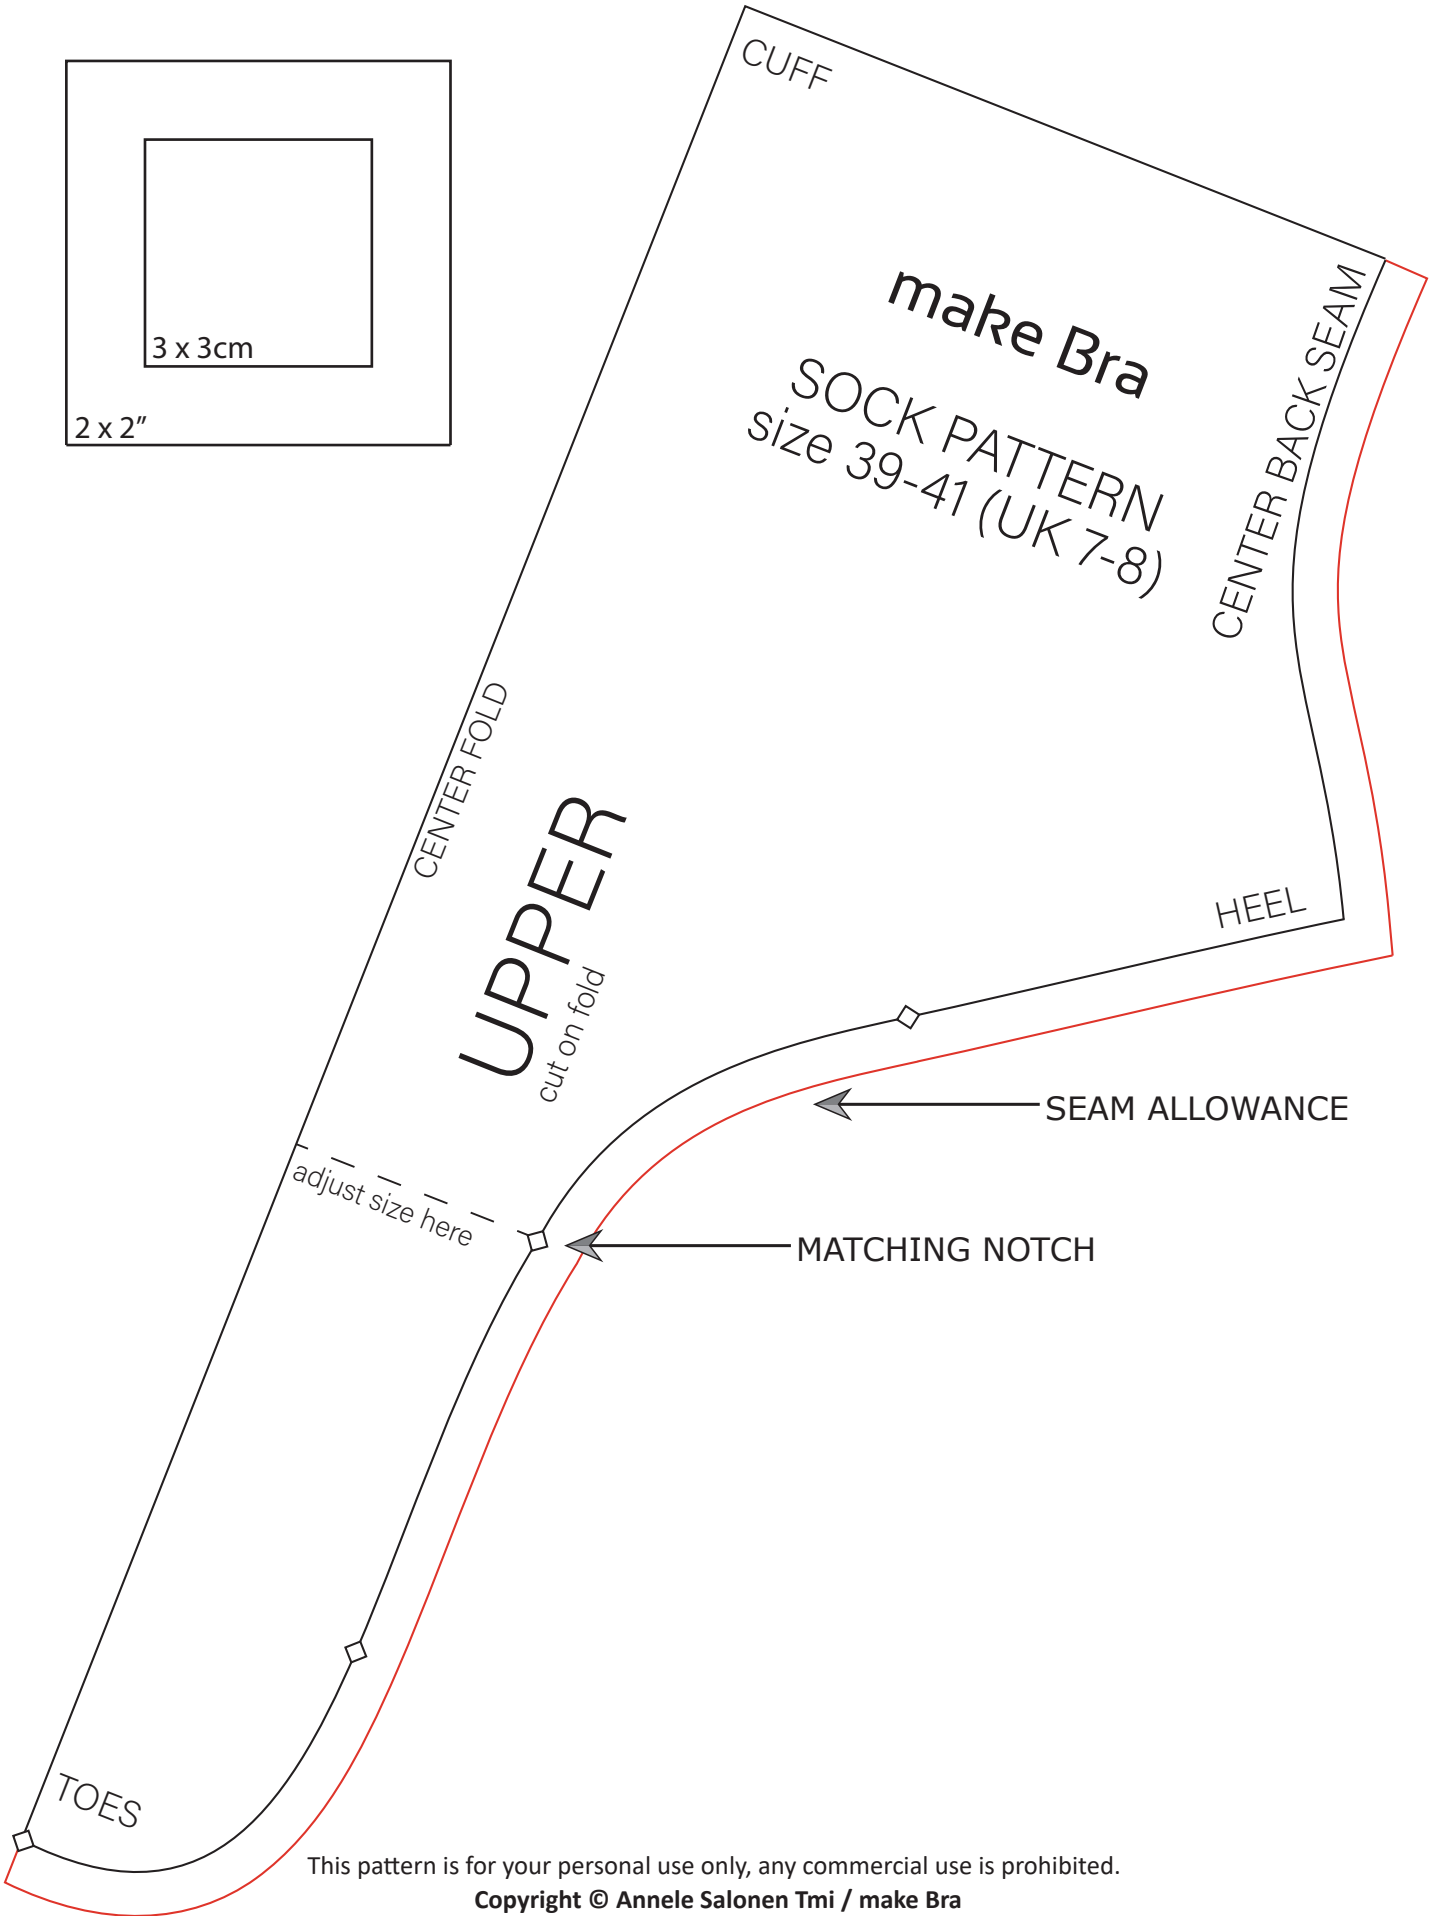 CUFF
3 x 3cm
2 x 2″
make Bra
SOCK PATTERN
size 39-41 (UK 7-8)
CENTER BACK SEAM
CENTER FOLD
UPPER
cut on fold
HEEL
SEAM ALLOWANCE
adjust size here
MATCHING NOTCH
TOES
This pattern is for your personal use only, any commercial use is prohibited.
Copyright © Annele Salonen Tmi / make Bra